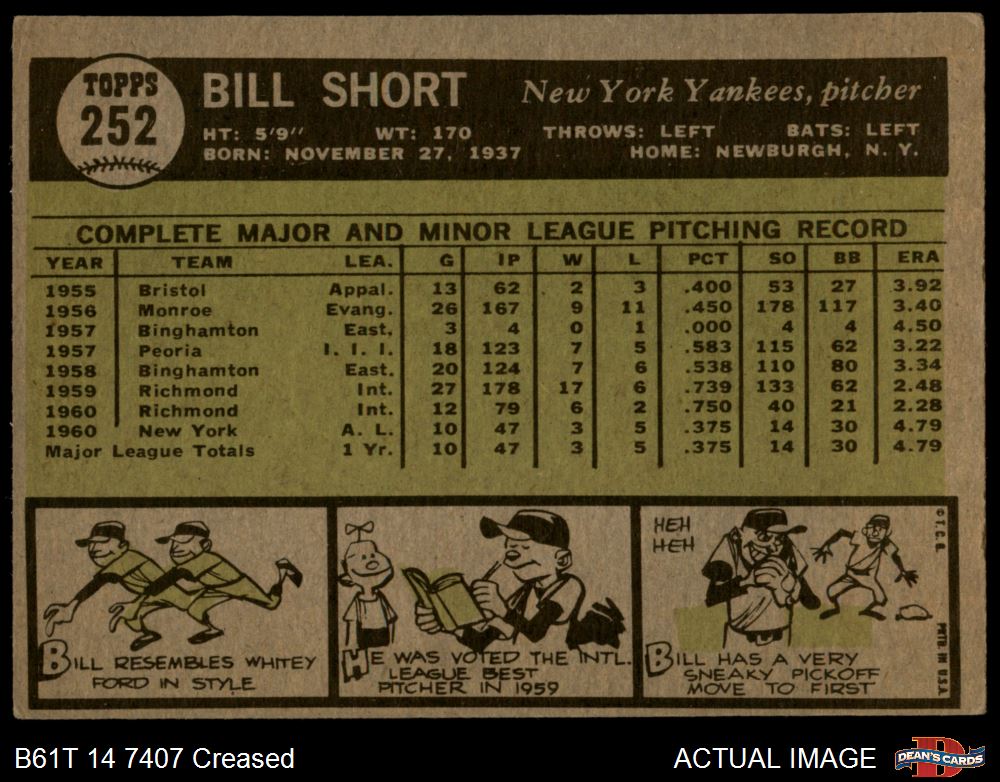 TOPPS
252
BILL SHORT
New York Yankees, pitcher
HT: 5'9" WT: 170 THROWS: LEFT BATS: LEFT
BORN: NOVEMBER 27, 1937 HOME: NEWBURGH, N. Y.
COMPLETE MAJOR AND MINOR LEAGUE PITCHING RECORD
YEAR TEAM LEA. G IP W L PCT SO BB ERA
1955 Bristol Appal. 13 62 2 3 .400 53 27 3.92
1956 Monroe Evang. 26 167 9 11 .450 178 117 3.40
1957 Binghamton East. 3 4 0 1 .000 4 4 4.50
1957 Peoria I. I. I. 18 123 7 5 .583 115 62 3.22
1958 Binghamton East. 20 124 7 6 .538 110 80 3.34
1959 Richmond Int. 27 178 17 6 .739 133 62 2.48
1960 Richmond Int. 12 79 6 2 .750 40 21 2.28
1960 New York A. L. 10 47 3 5 .375 14 30 4.79
Major League Totals 1 Yr. 10 47 3 5 .375 14 30 4.79
BILL RESEMBLES WHITEY
FORD IN STYLE
HE WAS VOTED THE INTL.
LEAGUE BEST
PITCHER IN 1959
HEH
HEH
BILL HAS A VERY
SNEAKY PICKOFF
MOVE TO FIRST
© T. C. G.
PRTD. IN U.S.A.
B61T 14 7407 Creased
ACTUAL IMAGE
D
DEAN'S CARDS